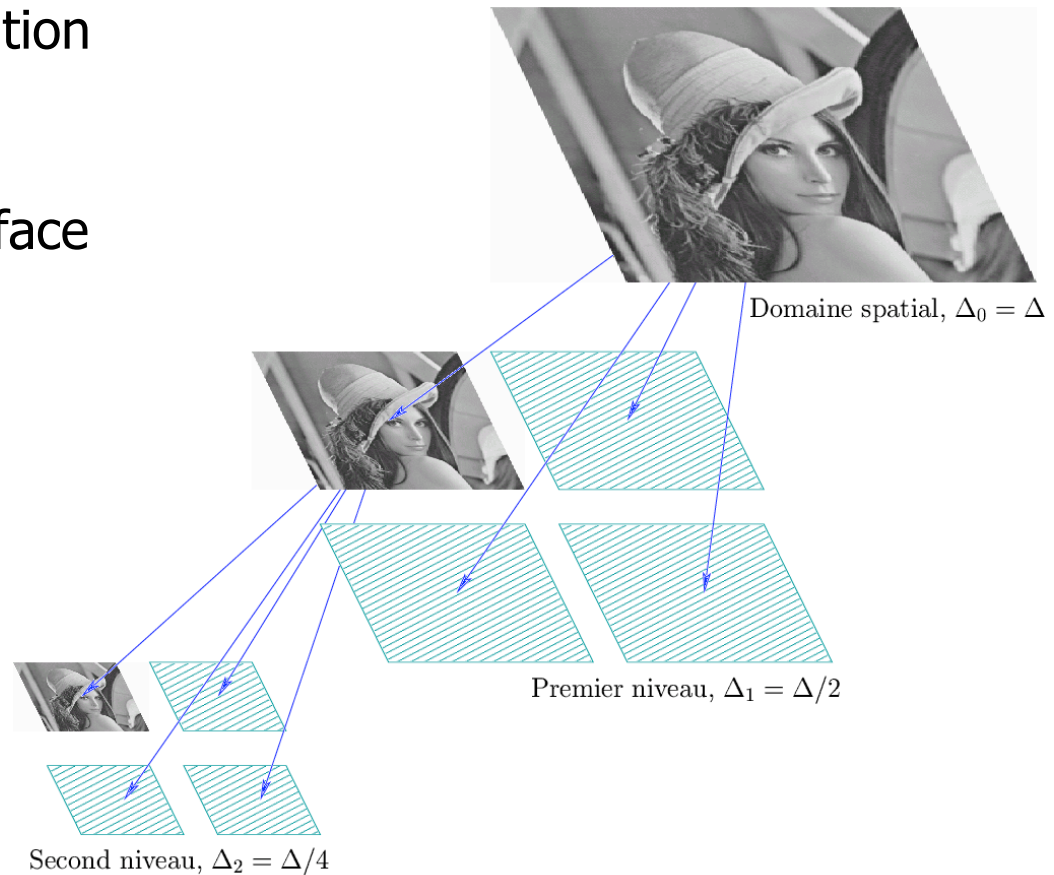 tion
face
Domaine spatial, Δ₀ = Δ
Premier niveau, Δ₁ = Δ/2
Second niveau, Δ₂ = Δ/4